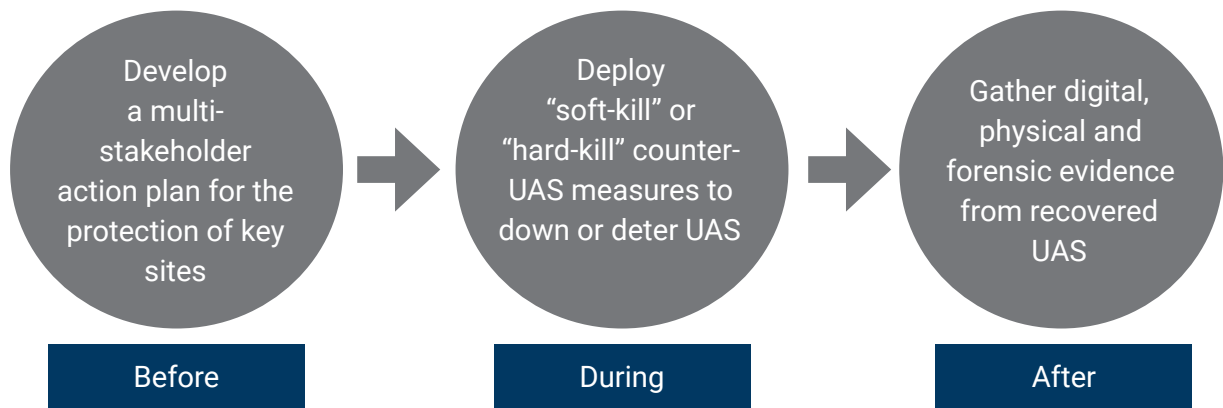 Develop
a multi-
stakeholder
action plan for the
protection of key
sites
Before
Deploy
“soft-kill” or
“hard-kill” counter-
UAS measures to
down or deter UAS
During
Gather digital,
physical and
forensic evidence
from recovered
UAS
After